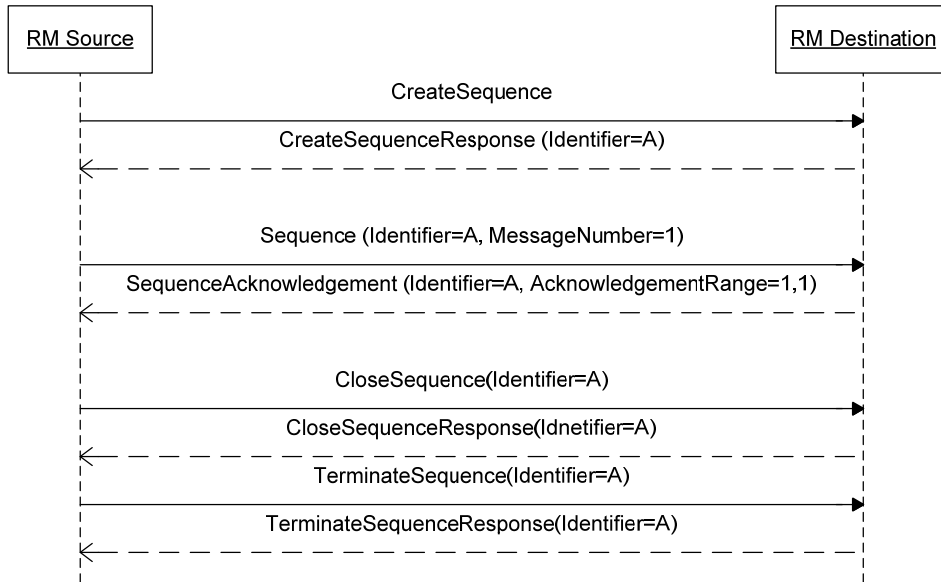 RM Source
RM Destination
CreateSequence
CreateSequenceResponse (Identifier=A)
Sequence (Identifier=A, MessageNumber=1)
SequenceAcknowledgement (Identifier=A, AcknowledgementRange=1,1)
CloseSequence(Identifier=A)
CloseSequenceResponse(Idnetifier=A)
TerminateSequence(Identifier=A)
TerminateSequenceResponse(Identifier=A)